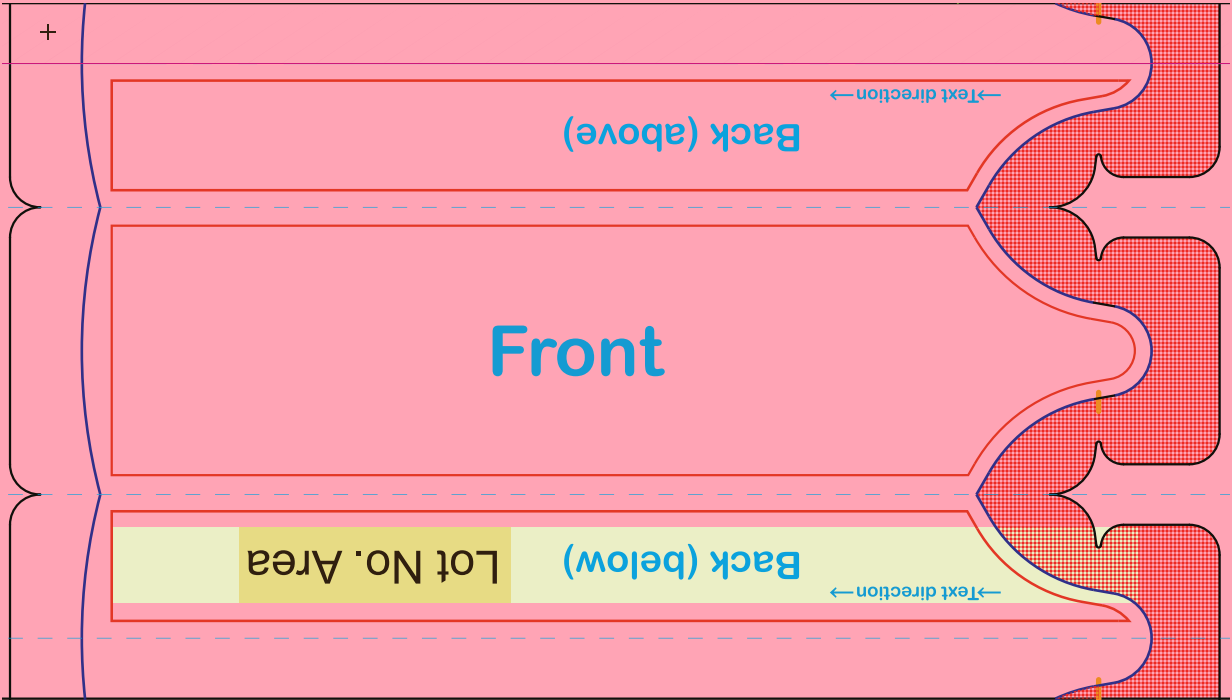 ←Text direction→
Back (above)
Front
Lot No. Area
Back (below)
←Text direction→